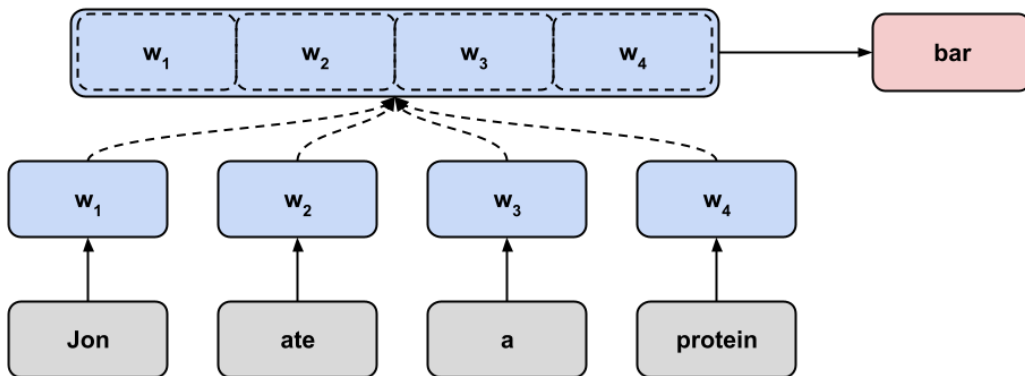 w₁ w₂ w₃ w₄ bar
w₁ w₂ w₃ w₄
Jon ate a protein